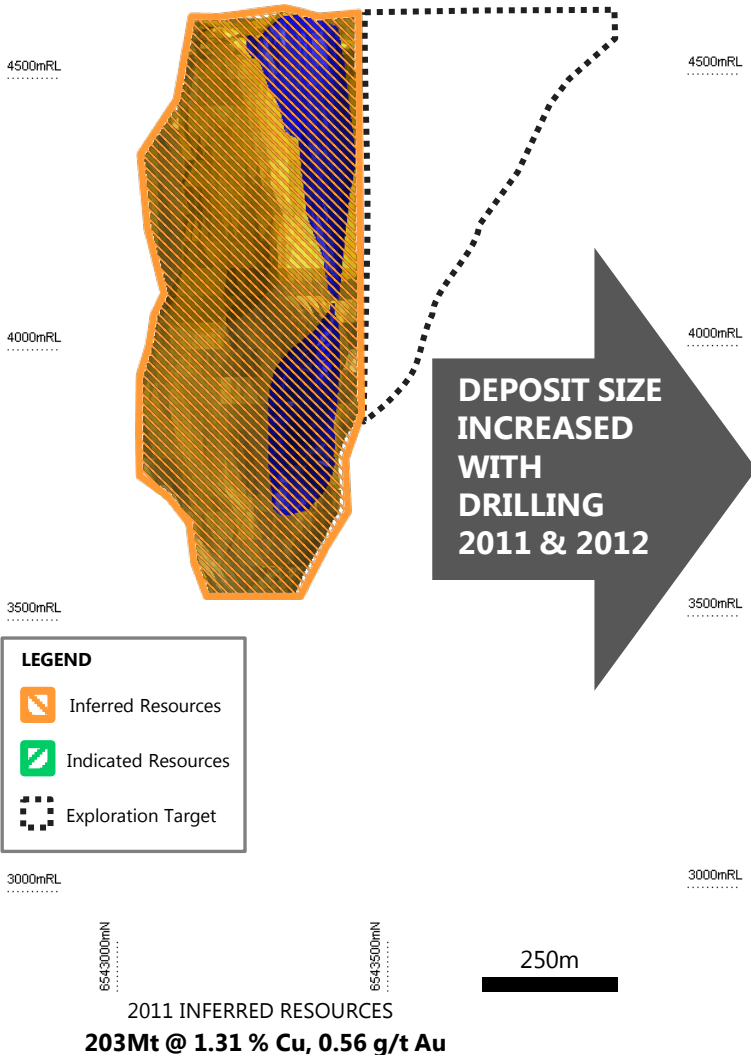 4500mRL
4500mRL
4000mRL
4000mRL
DEPOSIT SIZE
INCREASED
WITH
DRILLING
2011 & 2012
3500mRL
3500mRL
LEGEND
Inferred Resources
Indicated Resources
Exploration Target
3000mRL
3000mRL
6543000mN
6543500mN
250m
2011 INFERRED RESOURCES
203Mt @ 1.31 % Cu, 0.56 g/t Au